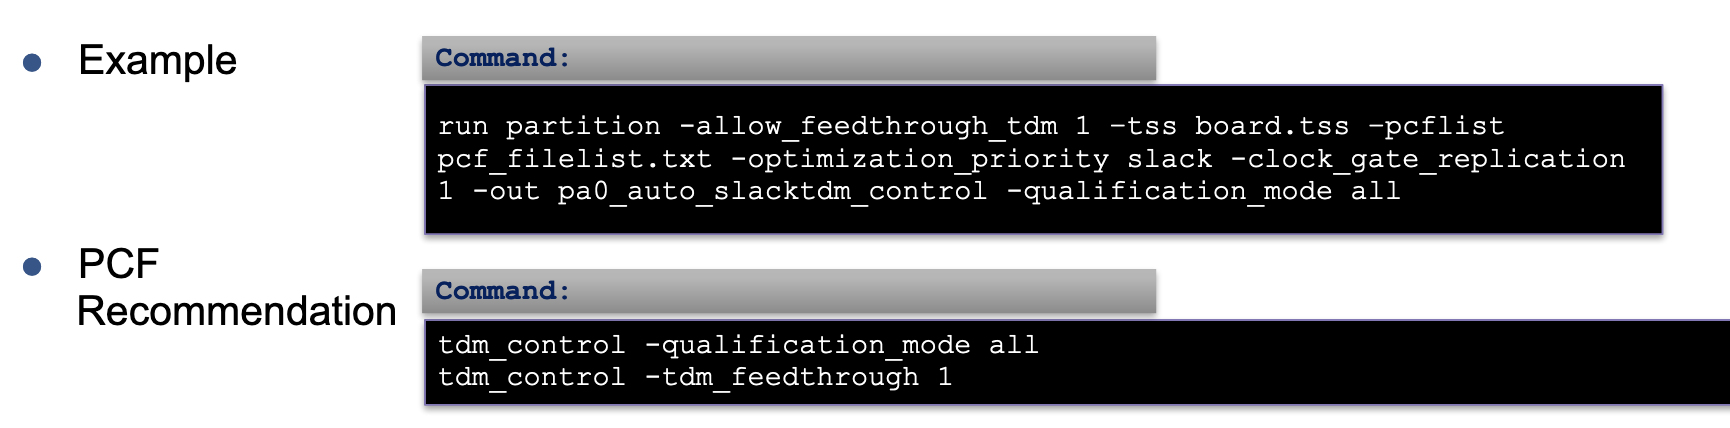 Example
Command:
run partition -allow_feedthrough_tdm 1 –tss board.tss –pcflist
pcf_filelist.txt -optimization_priority slack -clock_gate_replication
1 -out pa0_auto_slacktdm_control -qualification_mode all
PCF
Recommendation
Command:
tdm_control -qualification_mode all
tdm_control -tdm_feedthrough 1